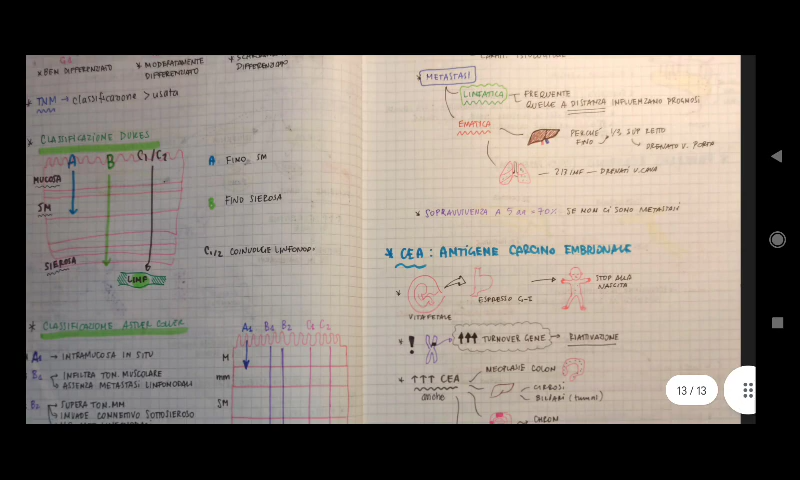 G1
* BEN DIFFERENZIATO
* MODERATAMENTE
DIFFERENZIATO
DIFFERENZIATO
* TNM → classificazione > usata
* CLASSIFICAZIONE DUKES
A
B
C1/C2
MUCOSA
SM
SIEROSA
LINF
A FINO SM
B FINO SIEROSA
C1/2 COINVOLGE LINFONOD.
* CLASSIFICAZIONE ASTLER COLLER
A1 → INTRAMUCOSA IN SITU
INFILTRA TON. MUSCOLARE
ASSENZA METASTASI LINFONODALI
SUPERA TON. MM
INVADE CONNETTIVO SOTTOSIEROSO
A1 B1 B2 C1 C2
M
mm
SM
* METASTASI
LINFATICA
FREQUENTE
QUELLE A DISTANZA INFLUENZANO PROGNOSI
EMATICA
PERCHÉ
FINO
1/3 SUP RETTO
DRENATO V. PORTA
2/3 INF — DRENATI V. CAVA
* SOPRAVVIVENZA A 5 = 70% SE NON CI SONO METASTASI
* CEA : ANTIGENE CARCINO EMBRIONALE
*
VITA FETALE
ESPRESSO G-I
STOP ALLA
NASCITA
* ! ↑↑↑ TURNOVER GENE → RIATTIVAZIONE
* ↑↑↑ CEA
anche
NEOPLASIE COLON
CIRROSI
BILIARI (tumori)
CHRON
13 / 13